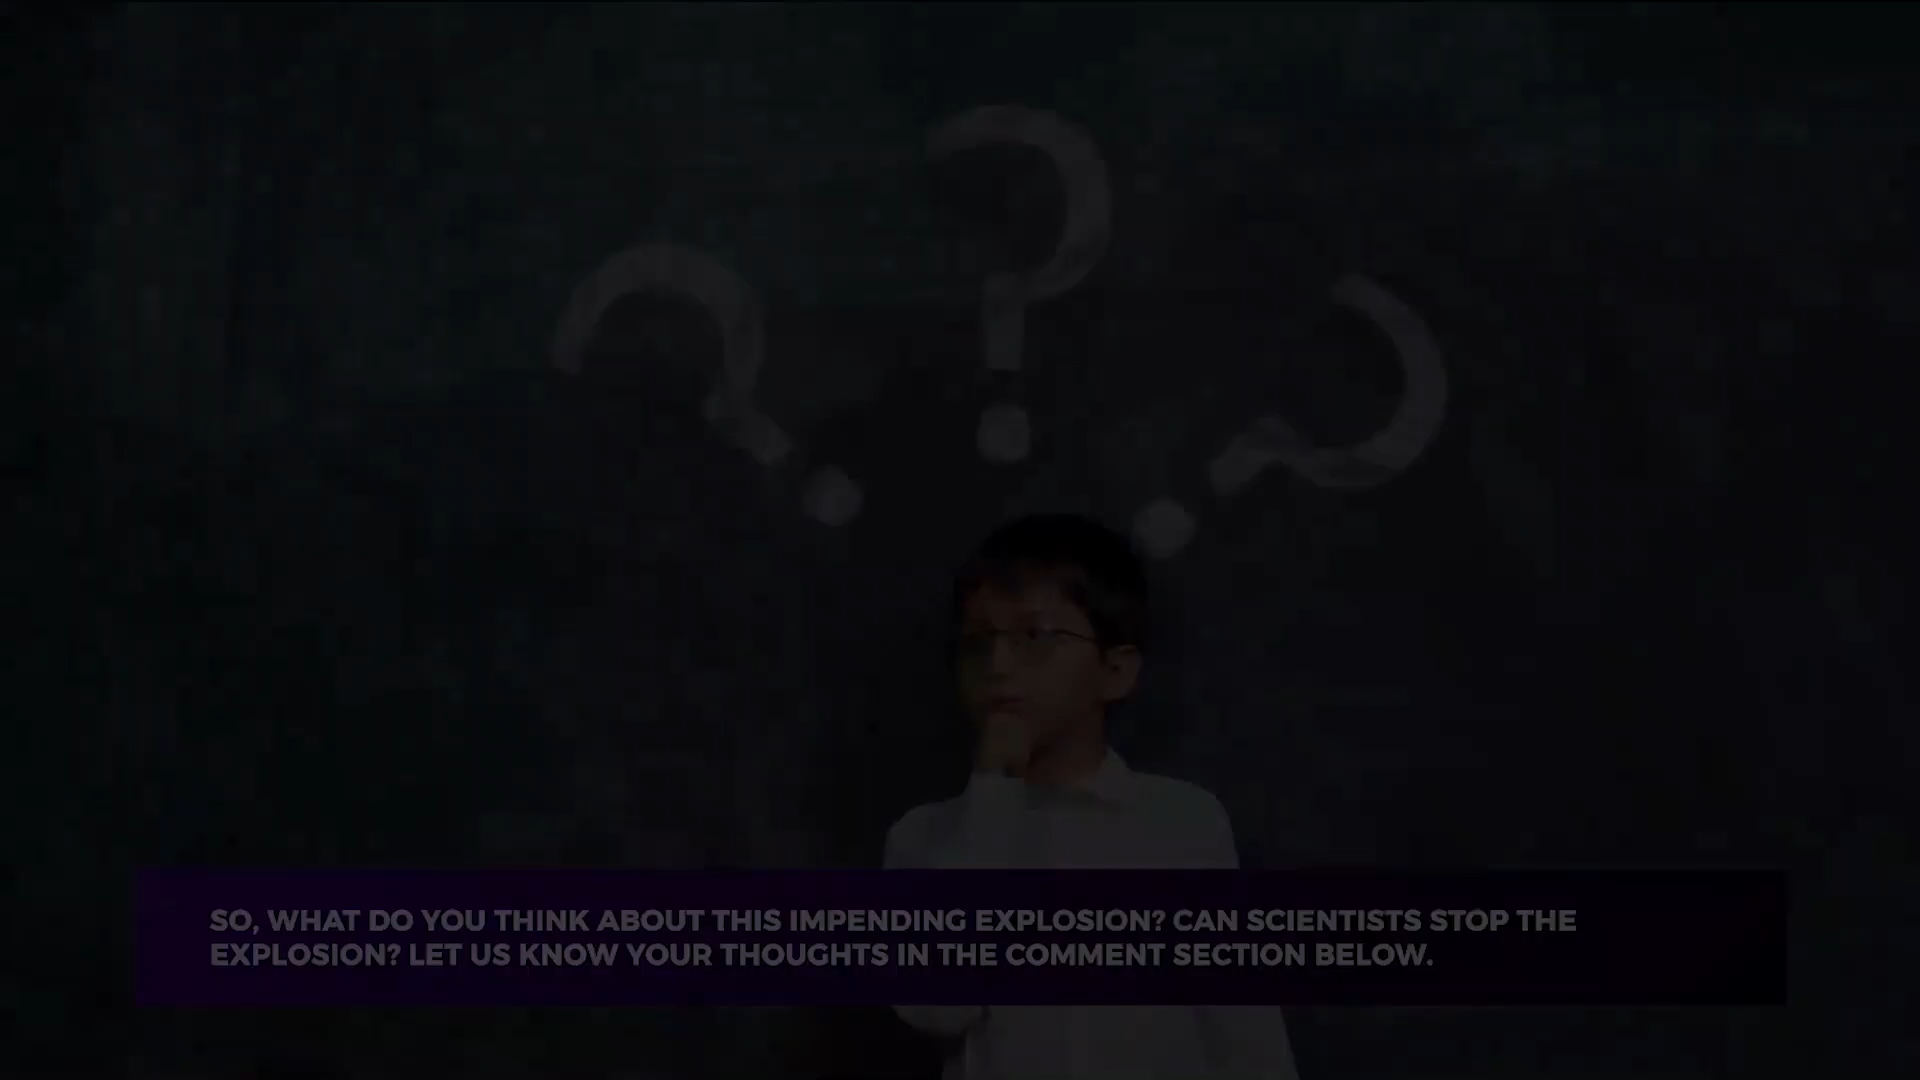 ? ? ?
SO, WHAT DO YOU THINK ABOUT THIS IMPENDING EXPLOSION? CAN SCIENTISTS STOP THE
EXPLOSION? LET US KNOW YOUR THOUGHTS IN THE COMMENT SECTION BELOW.